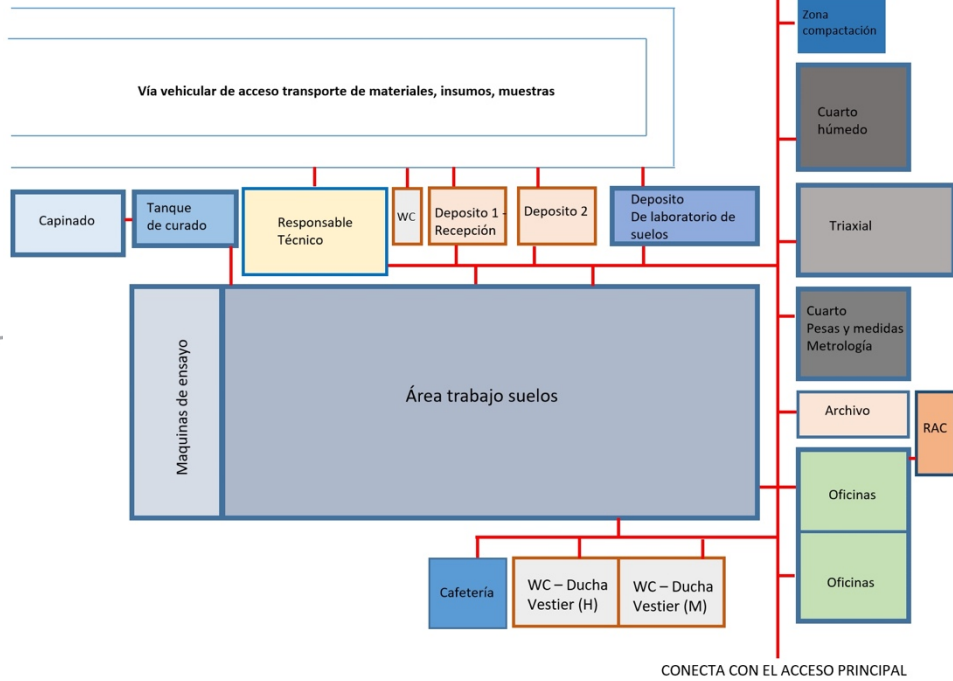 Zona
compactación
Vía vehicular de acceso transporte de materiales, insumos, muestras
Cuarto
húmedo
Capinado
Tanque
de curado
Responsable
Técnico
WC
Deposito 1 -
Recepción
Deposito 2
Deposito
De laboratorio de
suelos
Triaxial
Cuarto
Pesas y medidas
Metrología
Maquinas de ensayo
Área trabajo suelos
Archivo
RAC
Oficinas
Oficinas
Cafetería
WC – Ducha
Vestier (H)
WC – Ducha
Vestier (M)
CONECTA CON EL ACCESO PRINCIPAL